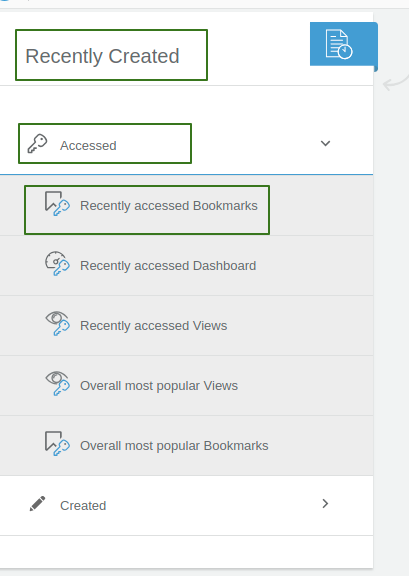 Recently Created
Accessed
Recently accessed Bookmarks
Recently accessed Dashboard
Recently accessed Views
Overall most popular Views
Overall most popular Bookmarks
Created